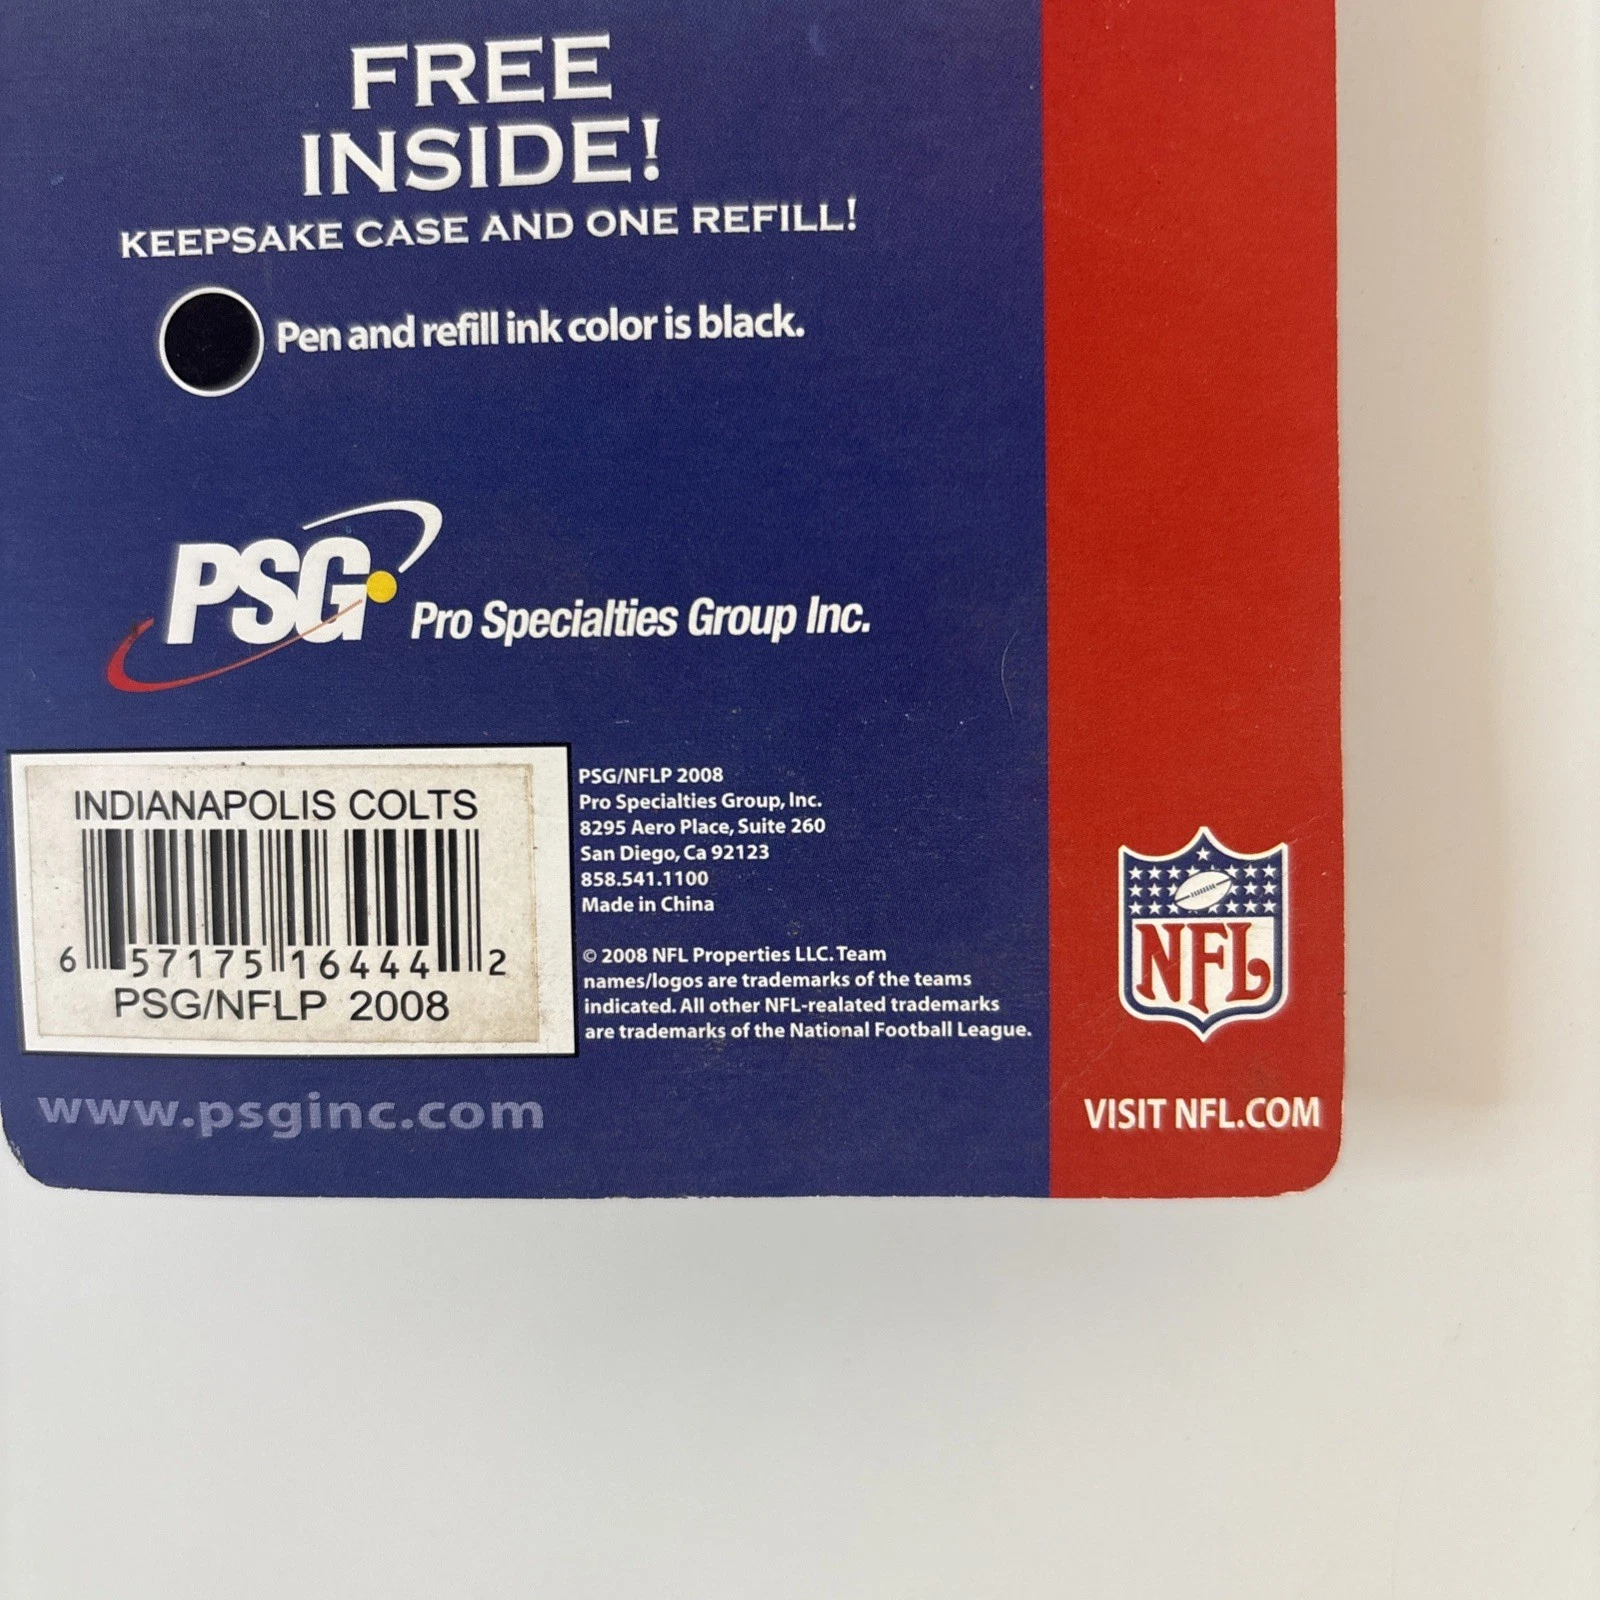 FREE
INSIDE!
KEEPSAKE CASE AND ONE REFILL!
Pen and refill ink color is black.
PSG
Pro Specialties Group Inc.
INDIANAPOLIS COLTS
6 57175 16444 2
PSG/NFLP 2008
PSG/NFLP 2008
Pro Specialties Group, Inc.
8295 Aero Place, Suite 260
San Diego, Ca 92123
858.541.1100
Made in China
© 2008 NFL Properties LLC. Team
names/logos are trademarks of the teams
indicated. All other NFL-realated trademarks
are trademarks of the National Football League.
www.psginc.com
NFL
VISIT NFL.COM